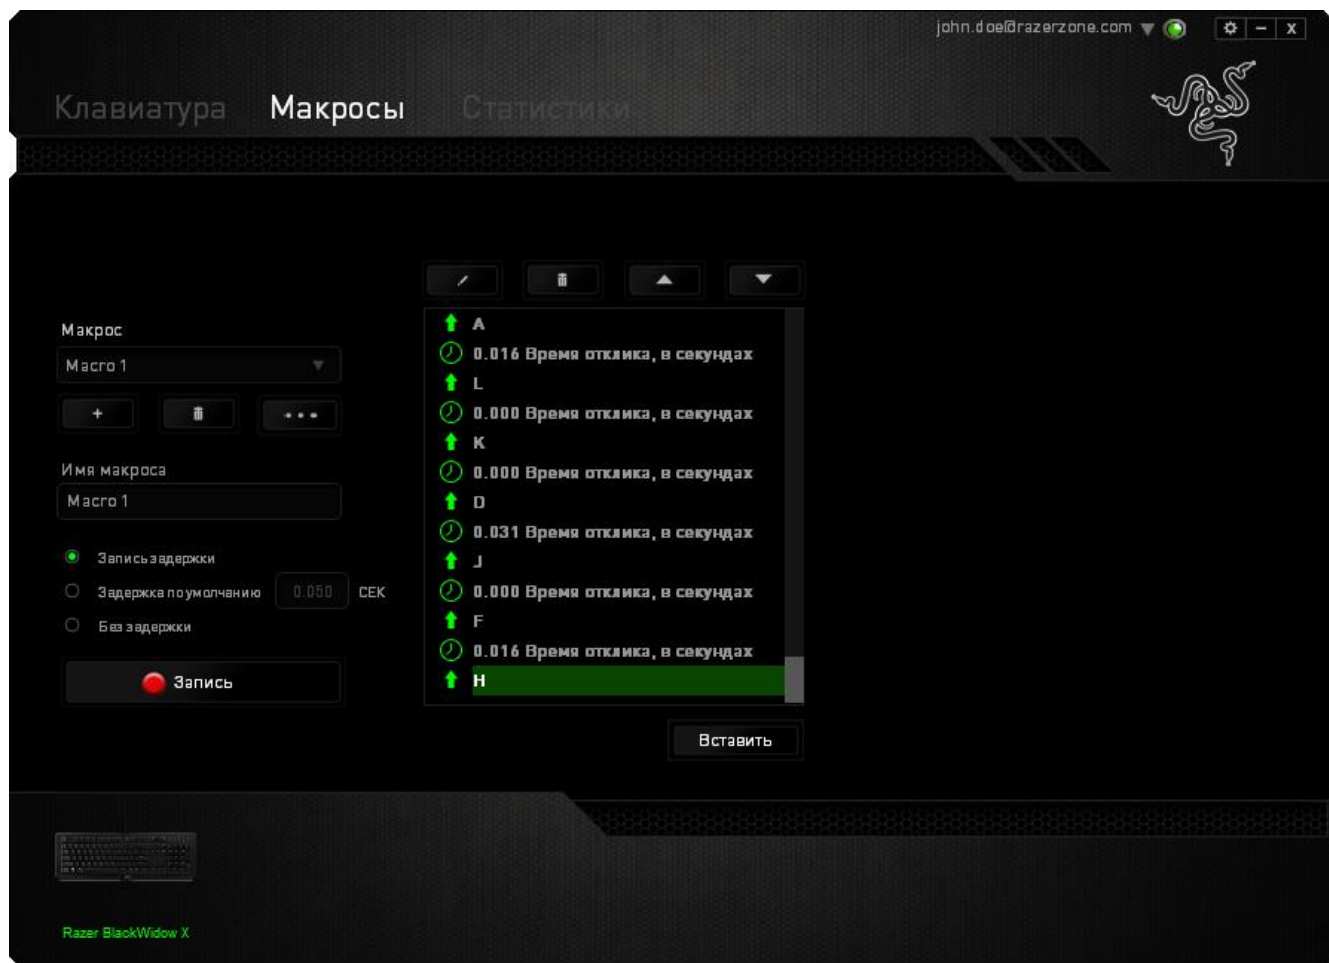 john.doe@razerzone.com
Клавиатура Макросы Статистики
Макрос
Macro 1
Имя макроса
Macro 1
Запись задержки
Задержка по умолчанию 0.050 СЕК
Без задержки
Запись
A
0.016 Время отклика, в секундах
L
0.000 Время отклика, в секундах
K
0.000 Время отклика, в секундах
D
0.031 Время отклика, в секундах
J
0.000 Время отклика, в секундах
F
0.016 Время отклика, в секундах
H
Вставить
Razer BlackWidow X